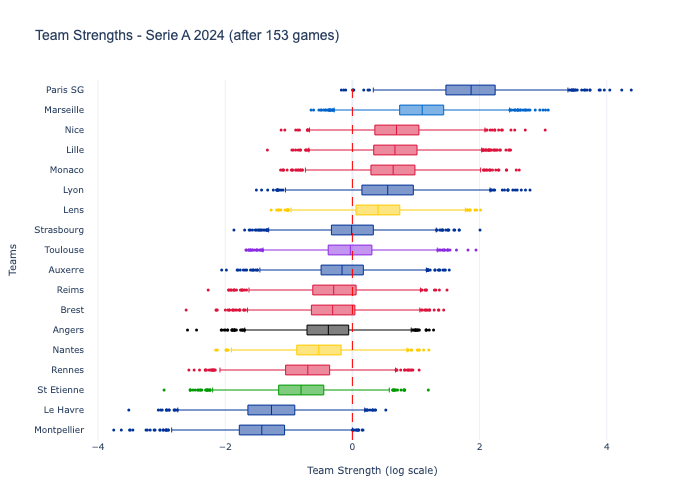 Team Strengths - Serie A 2024 (after 153 games)
Paris SG
Marseille
Nice
Lille
Monaco
Lyon
Lens
Strasbourg
Toulouse
Auxerre
Reims
Brest
Angers
Nantes
Rennes
St Etienne
Le Havre
Montpellier
Teams
−4 −2 0 2 4
Team Strength (log scale)